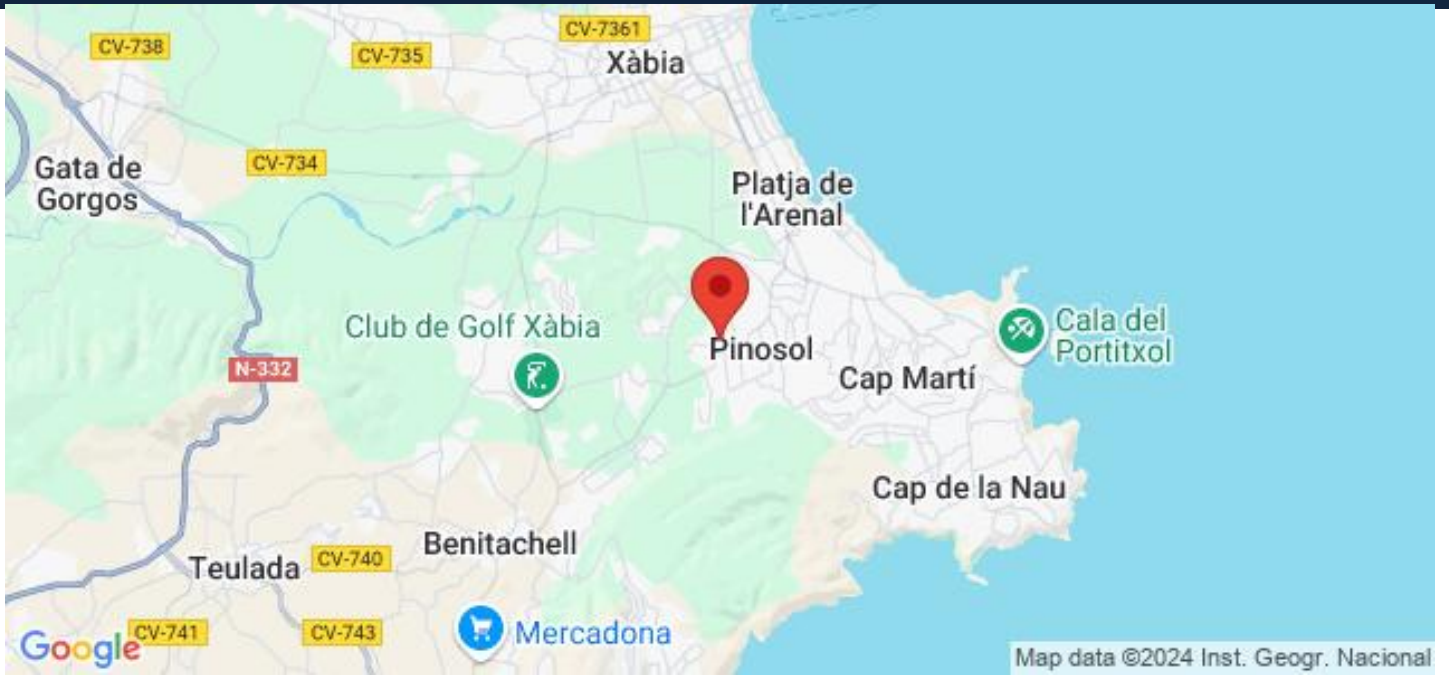 CV-7361
CV-738
CV-735
Xàbia
Gata de
Gorgos
CV-734
Platja de
l'Arenal
Club de Golf Xàbia
Cala del
Portitxol
Pinosol
N-332
Cap Martí
Cap de la Nau
Benitachell
Teulada
CV-740
CV-741
CV-743
Mercadona
Google
Map data ©2024 Inst. Geogr. Nacional